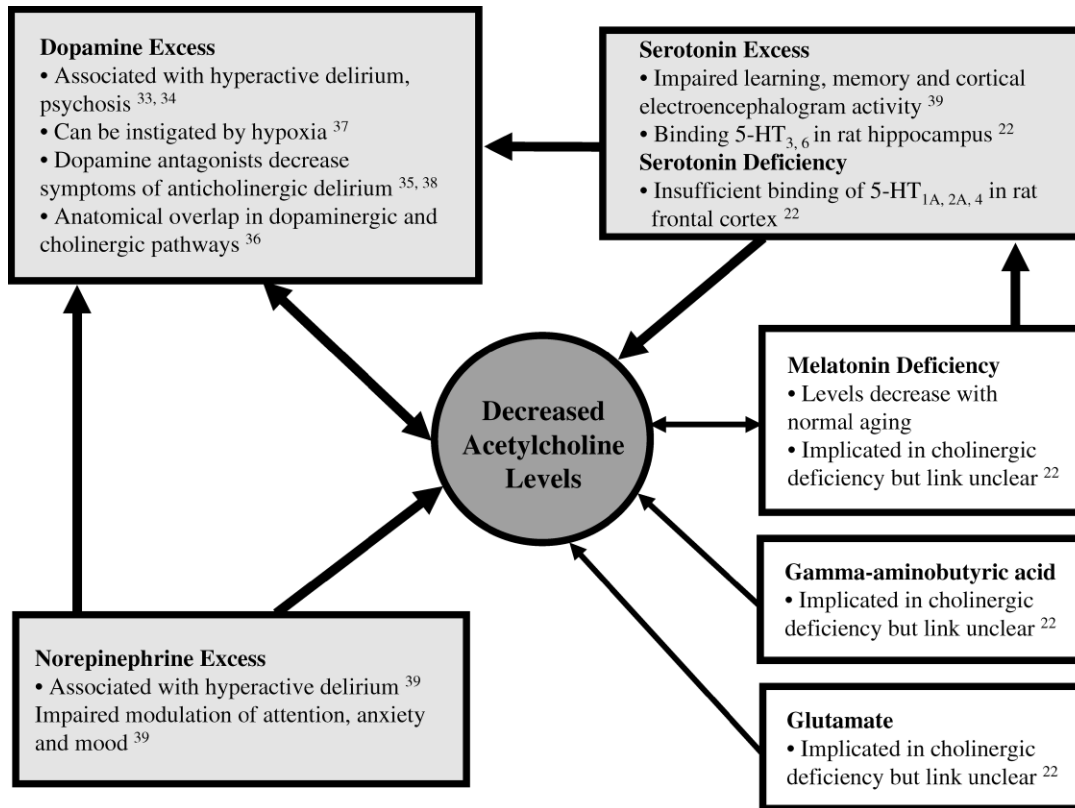 Dopamine Excess
• Associated with hyperactive delirium,
psychosis 33, 34
• Can be instigated by hypoxia 37
• Dopamine antagonists decrease
symptoms of anticholinergic delirium 35, 38
• Anatomical overlap in dopaminergic and
cholinergic pathways 36
Serotonin Excess
• Impaired learning, memory and cortical
electroencephalogram activity 39
• Binding 5-HT3, 6 in rat hippocampus 22
Serotonin Deficiency
• Insufficient binding of 5-HT1A, 2A, 4 in rat
frontal cortex 22
Decreased
Acetylcholine
Levels
Melatonin Deficiency
• Levels decrease with
normal aging
• Implicated in cholinergic
deficiency but link unclear 22
Gamma-aminobutyric acid
• Implicated in cholinergic
deficiency but link unclear 22
Norepinephrine Excess
• Associated with hyperactive delirium 39
Impaired modulation of attention, anxiety
and mood 39
Glutamate
• Implicated in cholinergic
deficiency but link unclear 22